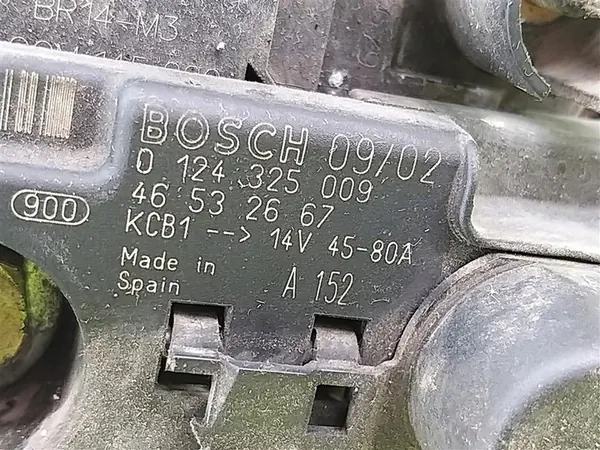 BR14-M3
BOSCH 09/02
0 124 325 009
46 53 26 67
900
KCB1 --> 14V 45-80A
Made in
Spain
A 152